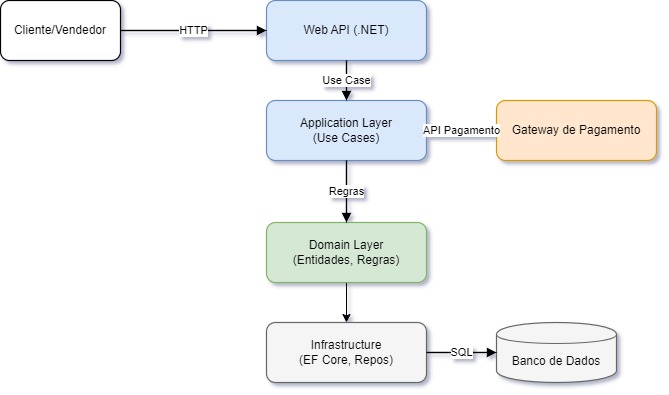 Cliente/Vendedor
HTTP
Web API (.NET)
Use Case
Application Layer
(Use Cases)
API Pagamento
Gateway de Pagamento
Regras
Domain Layer
(Entidades, Regras)
Infrastructure
(EF Core, Repos)
SQL
Banco de Dados